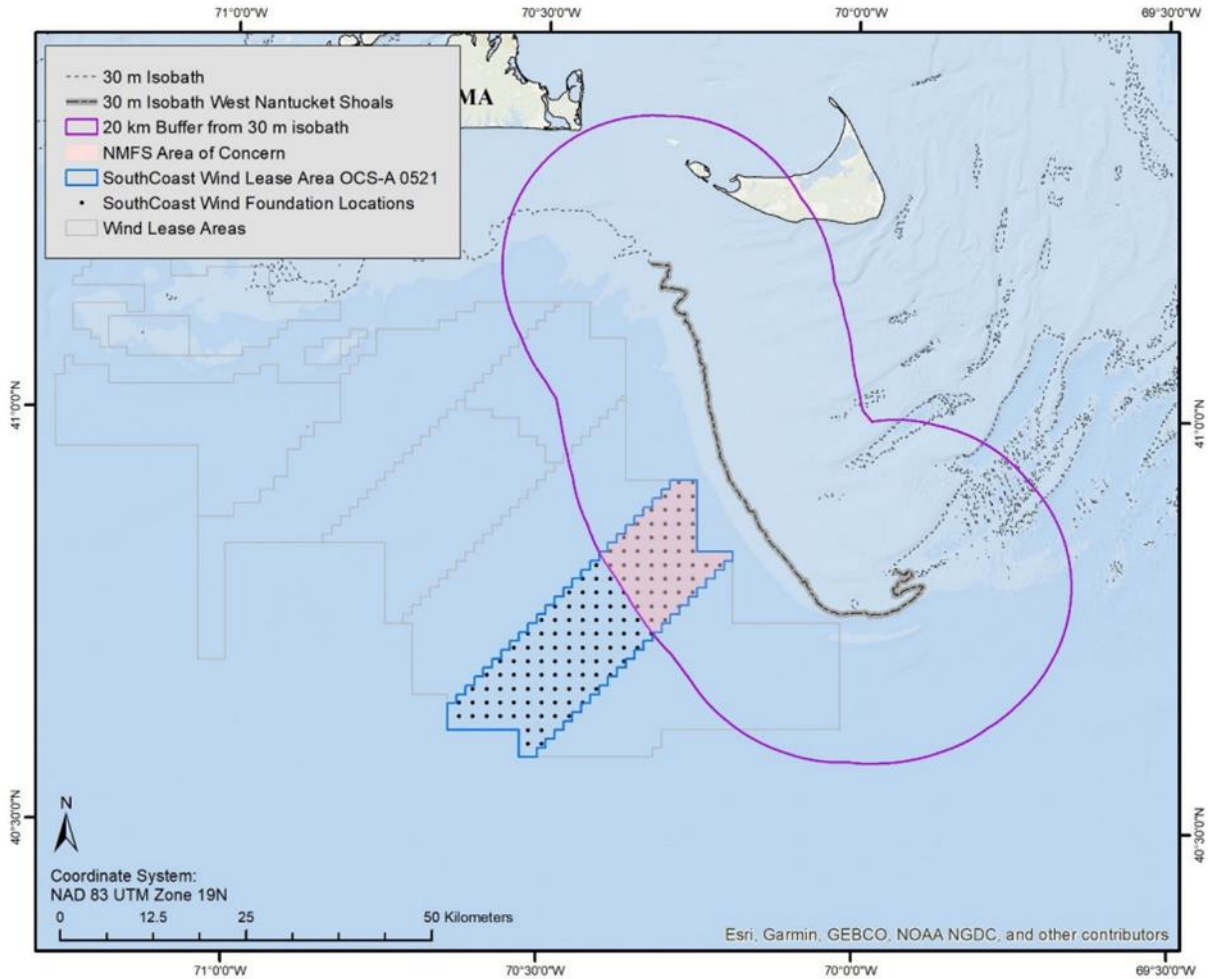 71°0'0"W 70°30'0"W 70°0'0"W 69°30'0"W
30 m Isobath
MA
30 m Isobath West Nantucket Shoals
20 km Buffer from 30 m isobath
NMFS Area of Concern
SouthCoast Wind Lease Area OCS-A 0521
SouthCoast Wind Foundation Locations
Wind Lease Areas
41°0'0"N 41°0'0"N
40°30'0"N 40°30'0"N
N
Coordinate System:
NAD 83 UTM Zone 19N
0 12.5 25 50 Kilometers
Esri, Garmin, GEBCO, NOAA NGDC, and other contributors
71°0'0"W 70°30'0"W 70°0'0"W 69°30'0"W